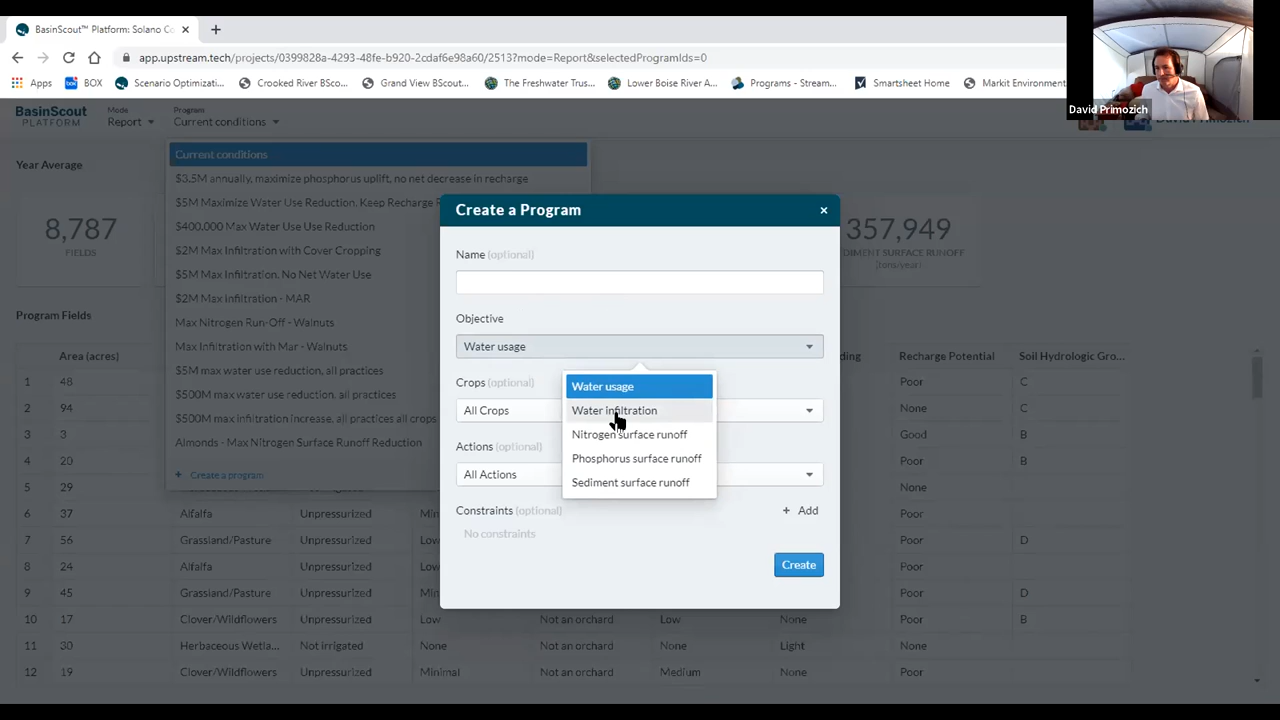 BasinScout™ Platform: Solano Co
app.upstream.tech/projects/0399828a-4293-48fe-b920-2cdaf6e98a60/2513?mode=Report&selectedProgramIds=0
Apps BOX Scenario Optimizati... Crooked River BSco... Grand View BScout... The Freshwater Trus... Lower Boise River A... Programs - Stream... Smartsheet Home Markit Environment
David Primozich
BasinScout
PLATFORM
Mode
Report
Program
Current conditions
Year Average
8,787
FIELDS
357,949
DIMENT SURFACE RUNOFF
(tons/year)
Current conditions
$3.5M annually, maximize phosphorus uplift, no net decrease in recharge
$5M Maximize Water Use Reduction. Keep Recharge
$400,000 Max Water Use Use Reduction
$2M Max Infiltration with Cover Cropping
$5M Max Infiltration. No Net Water Use
$2M Max Infiltration - MAR
Max Nitrogen Run-Off - Walnuts
Max Infiltration with Mar - Walnuts
$5M max water use reduction, all practices
$500M max water use reduction, all practices
$500M max infiltration increase, all practices all crops
Almonds - Max Nitrogen Surface Runoff Reduction
+ Create a program
Create a Program ×
Name (optional)
Objective
Water usage
Water usage
Water infiltration
Nitrogen surface runoff
Phosphorus surface runoff
Sediment surface runoff
Crops (optional)
All Crops
Actions (optional)
All Actions
Constraints (optional) + Add
No constraints
Create
Program Fields
Area (acres) ding Recharge Potential Soil Hydrologic Gro...
1 48 Poor C
2 94 None C
3 3 Good B
4 20 Poor B
5 29 None
6 37 Alfalfa Unpressurized Poor
7 56 Grassland/Pasture Unpressurized Poor D
8 24 Alfalfa Unpressurized Poor
9 45 Grassland/Pasture Unpressurized Poor D
10 17 Clover/Wildflowers Unpressurized Low Not an orchard Low None Poor B
11 30 Herbaceous Wetla... Not irrigated None Not an orchard None Light None
12 19 Clover/Wildflowers Unpressurized Minimal Not an orchard Medium None Poor